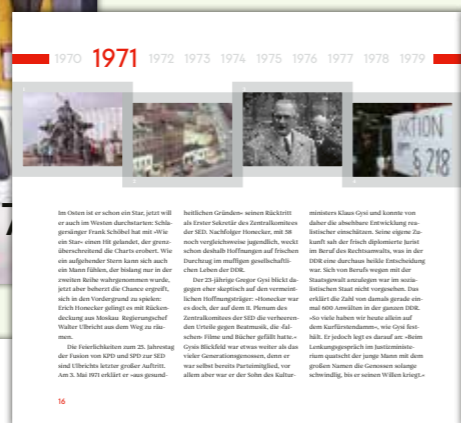 1970 1971 1972 1973 1974 1975 1976 1977 1978 1979
AKTION
§ 218
Im Osten ist er schon ein Star, jetzt will
er auch im Westen durchstarten: Schla-
gersänger Frank Schöbel hat mit »Wie
ein Star« einen Hit gelandet, der grenz-
überschreitend die Charts erobert. Wie
ein aufgehender Stern kann sich auch
ein Mann fühlen, der bislang nur in der
zweiten Reihe wahrgenommen wurde,
jetzt aber beherzt die Chance ergreift,
sich in den Vordergrund zu spielen:
Erich Honecker gelingt es mit Rücken-
deckung aus Moskau Regierungschef
Walter Ulbricht aus dem Weg zu räu-
men.
Die Feierlichkeiten zum 25. Jahrestag
der Fusion von KPD und SPD zur SED
sind Ulbrichts letzter großer Auftritt.
Am 3. Mai 1971 erklärt er »aus gesund-
heitlichen Gründen« seinen Rücktritt
als Erster Sekretär des Zentralkomitees
der SED. Nachfolger Honecker, mit 58
noch vergleichsweise jugendlich, weckt
schon deshalb Hoffnungen auf frischen
Durchzug im muffigen gesellschaftli-
chen Leben der DDR.
Der 23-jährige Gregor Gysi blickt da-
gegen eher skeptisch auf den vermeint-
lichen Hoffnungsträger: »Honecker war
es doch, der auf dem 11. Plenum des
Zentralkomitees der SED die verheeren-
den Urteile gegen Beatmusik, die ›fal-
schen‹ Filme und Bücher gefällt hatte.«
Gysis Blickfeld war etwas weiter als das
vieler Generationsgenossen, denn er
war selbst bereits Parteimitglied, vor
allem aber war er der Sohn des Kultur-
ministers Klaus Gysi und konnte von
daher die absehbare Entwicklung rea-
listischer einschätzen. Seine eigene Zu-
kunft sah der frisch diplomierte Jurist
im Beruf des Rechtsanwalts, was in der
DDR eine durchaus heikle Entscheidung
war. Sich von Berufs wegen mit der
Staatsgewalt anzulegen war im sozia-
listischen Staat nicht vorgesehen. Das
erklärt die Zahl von damals gerade ein-
mal 600 Anwälten in der ganzen DDR.
»So viele haben wir heute allein auf
dem Kurfürstendamm«, wie Gysi fest-
hält. Er jedoch legt es darauf an: »Beim
Lenkungsgespräch im Justizministe-
rium quatscht der junge Mann mit dem
großen Namen die Genossen solange
schwindlig, bis er seinen Willen kriegt.«
16